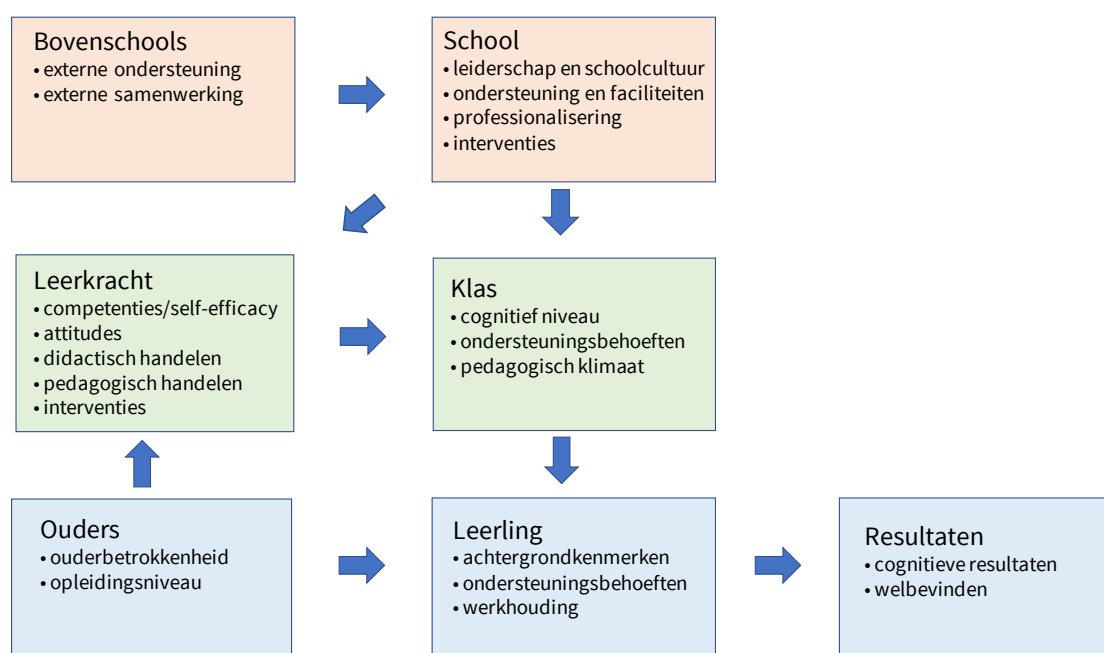 Bovenschools
• externe ondersteuning
• externe samenwerking
School
• leiderschap en schoolcultuur
• ondersteuning en faciliteiten
• professionalisering
• interventies
Leerkracht
• competenties/self-efficacy
• attitudes
• didactisch handelen
• pedagogisch handelen
• interventies
Klas
• cognitief niveau
• ondersteuningsbehoeften
• pedagogisch klimaat
Ouders
• ouderbetrokkenheid
• opleidingsniveau
Leerling
• achtergrondkenmerken
• ondersteuningsbehoeften
• werkhouding
Resultaten
• cognitieve resultaten
• welbevinden